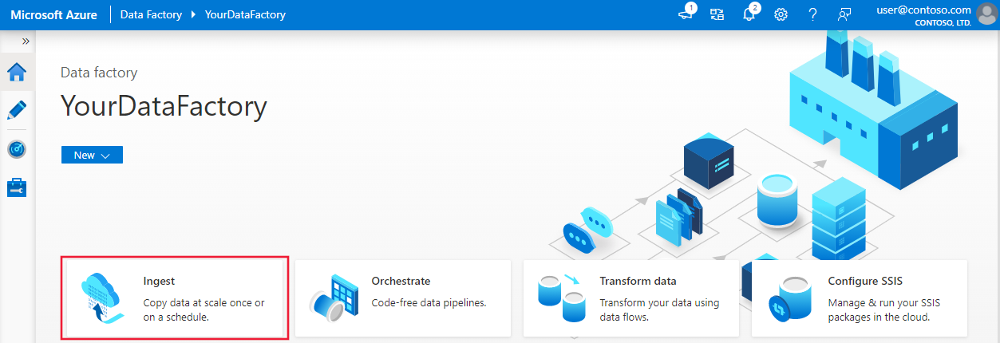 Microsoft Azure Data Factory YourDataFactory 1 2 user@contoso.com
CONTOSO, LTD.
Data factory
YourDataFactory
New
Ingest
Copy data at scale once or
on a schedule.
Orchestrate
Code-free data pipelines.
Transform data
Transform your data using
data flows.
Configure SSIS
Manage & run your SSIS
packages in the cloud.